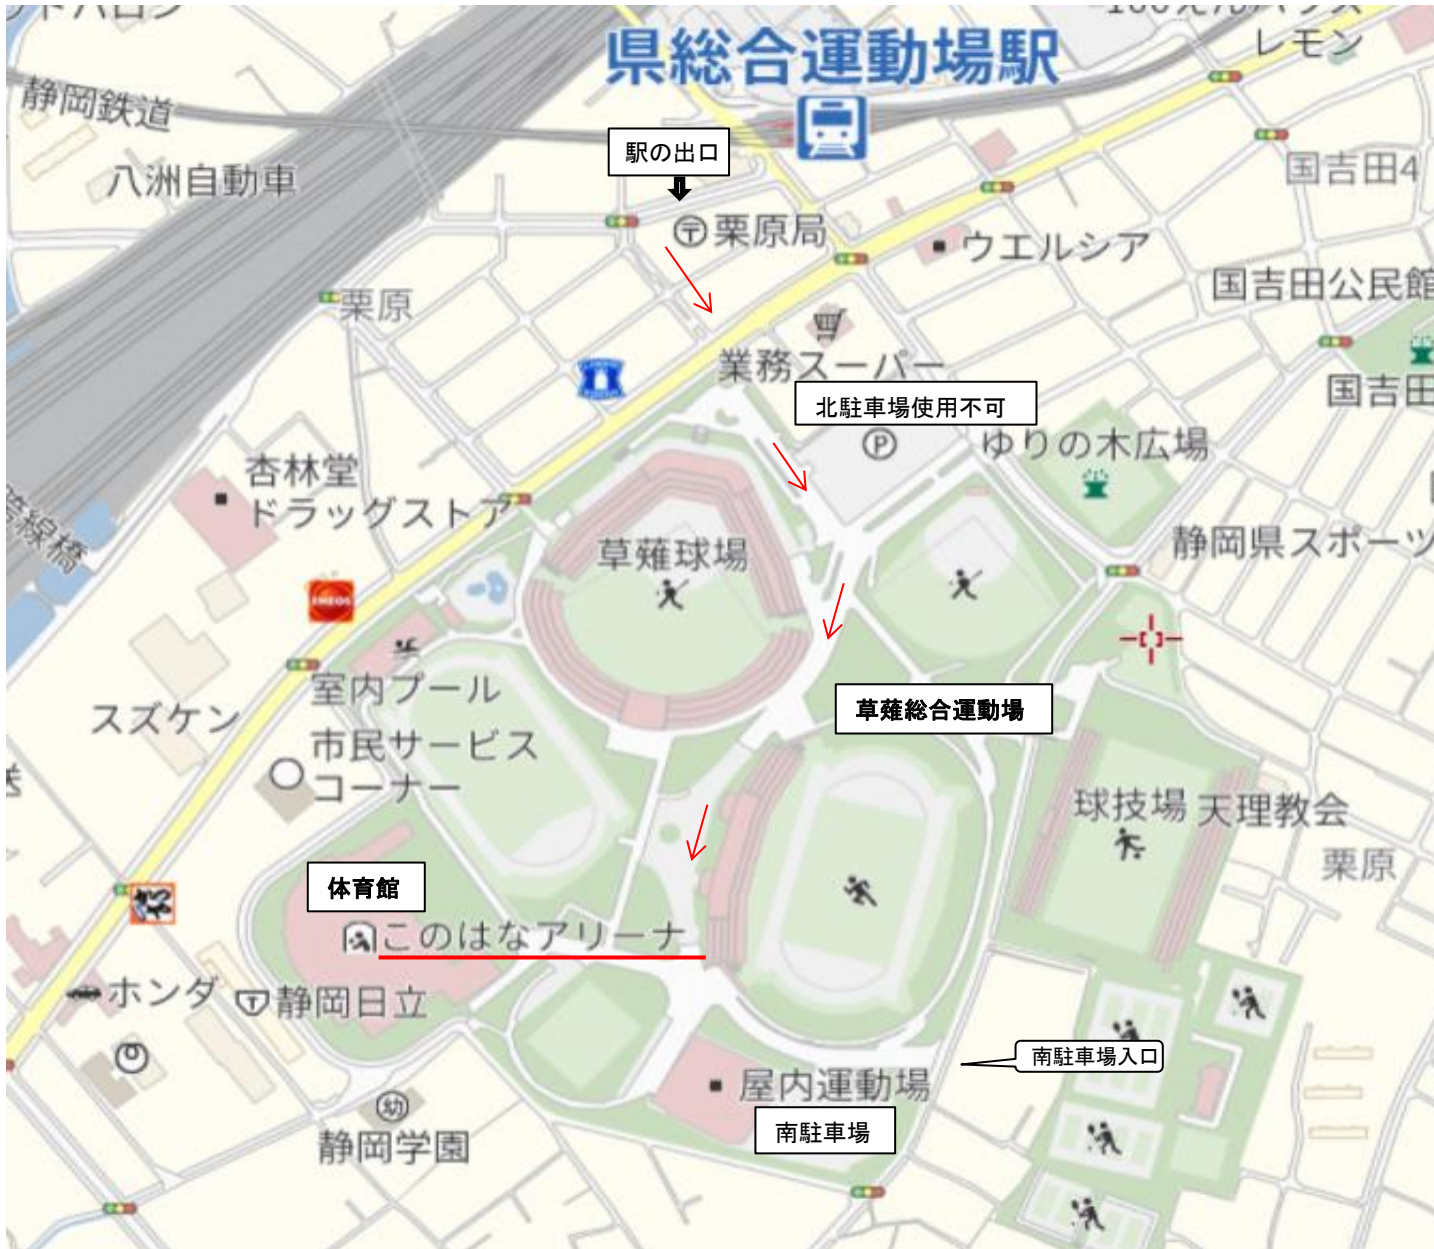 県総合運動場駅
レモン
静岡鉄道
駅の出口
八洲自動車
国吉田4
栗原局
ウエルシア
国吉田公民館
栗原
業務スーパー
国吉田
北駐車場使用不可
P
ゆりの木広場
杏林堂
ドラッグストア
線橋
草薙球場
静岡県スポーツ
ENEOS
室内プール
草薙総合運動場
スズケン
市民サービス
コーナー
球技場
天理教会
栗原
体育館
このはなアリーナ
ホンダ
静岡日立
南駐車場入口
屋内運動場
幼
南駐車場
静岡学園